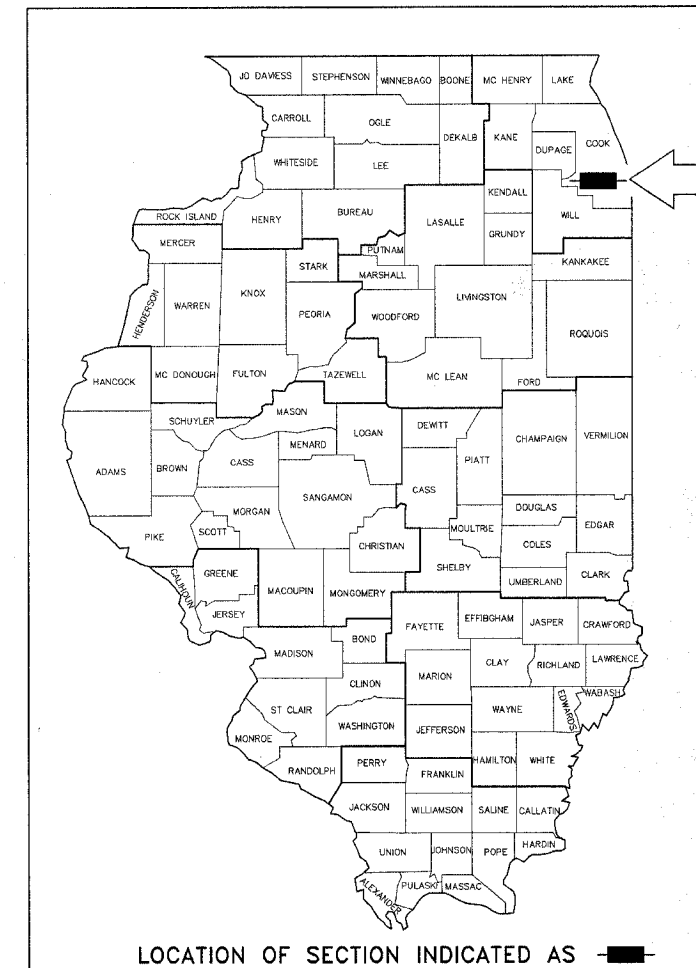 JO DAVIESS STEPHENSON WINNEBAGO BOONE MC HENRY LAKE
CARROLL OGLE DEKALB KANE DUPAGE COOK
WHITESIDE LEE
KENDALL
ROCK ISLAND HENRY BUREAU LASALLE WILL
MERCER GRUNDY
PUTNAM
STARK MARSHALL KANKAKEE
HENDERSON WARREN KNOX PEORIA WOODFORD LIVINGSTON
ROQUOIS
HANCOCK MC DONOUGH FULTON TAZEWELL MC LEAN FORD
SCHUYLER MASON LOGAN DEWITT CHAMPAIGN VERMILION
ADAMS BROWN CASS MENARD PIATT
SANGAMON CASS
MORGAN DOUGLAS
PIKE SCOTT CHRISTIAN MOULTRIE COLES EDGAR
GREENE SHELBY
CALHOUN MACOUPIN MONTGOMERY UMBERLAND CLARK
JERSEY
FAYETTE EFFIBGHAM JASPER CRAWFORD
MADISON BOND
CLAY RICHLAND LAWRENCE
CLINON MARION
ST CLAIR WAYNE EDWARDS WABASH
WASHINGTON JEFFERSON
MONROE
RANDOLPH PERRY HAMILTON WHITE
FRANKLIN
JACKSON WILLIAMSON SALINE CALLATIN
UNION JOHNSON POPE HARDIN
ALEXANDER PULASKI MASSAC
LOCATION OF SECTION INDICATED AS